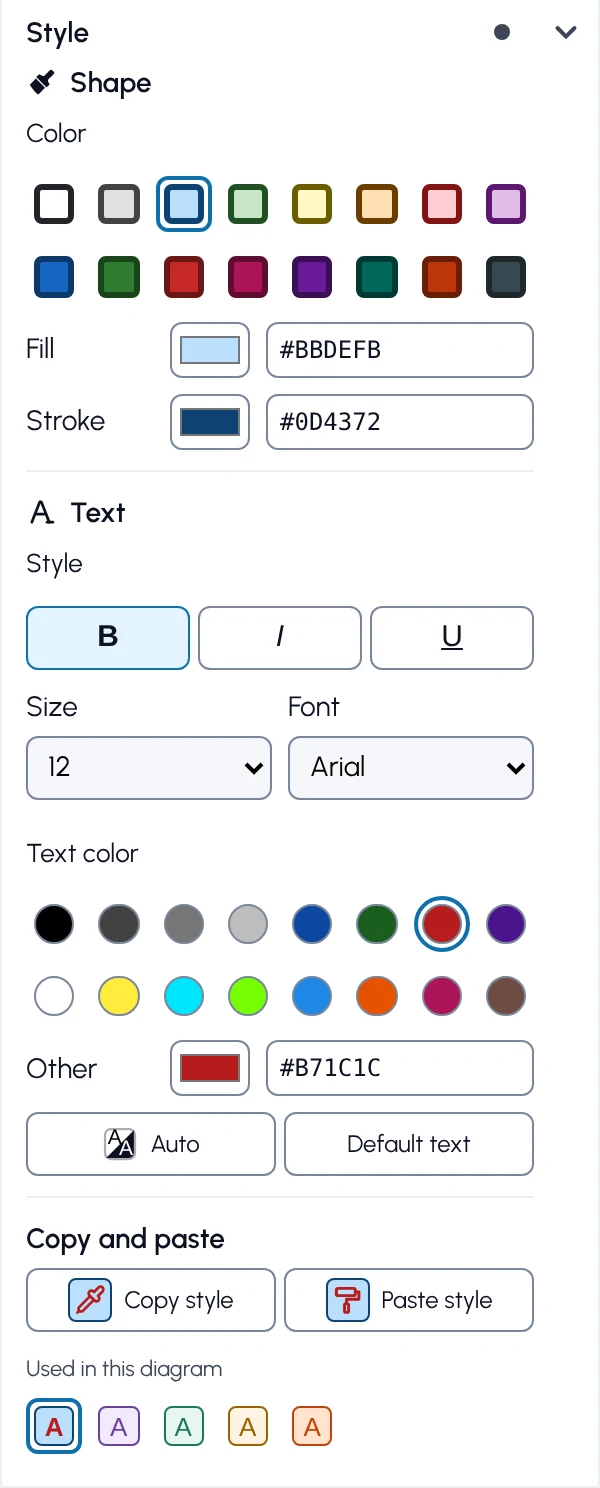 Style
Shape
Color
Fill #BBDEFB
Stroke #0D4372
A Text
Style
B I U
Size Font
12 Arial
Text color
Other #B71C1C
AA Auto Default text
Copy and paste
Copy style Paste style
Used in this diagram
A A A A A